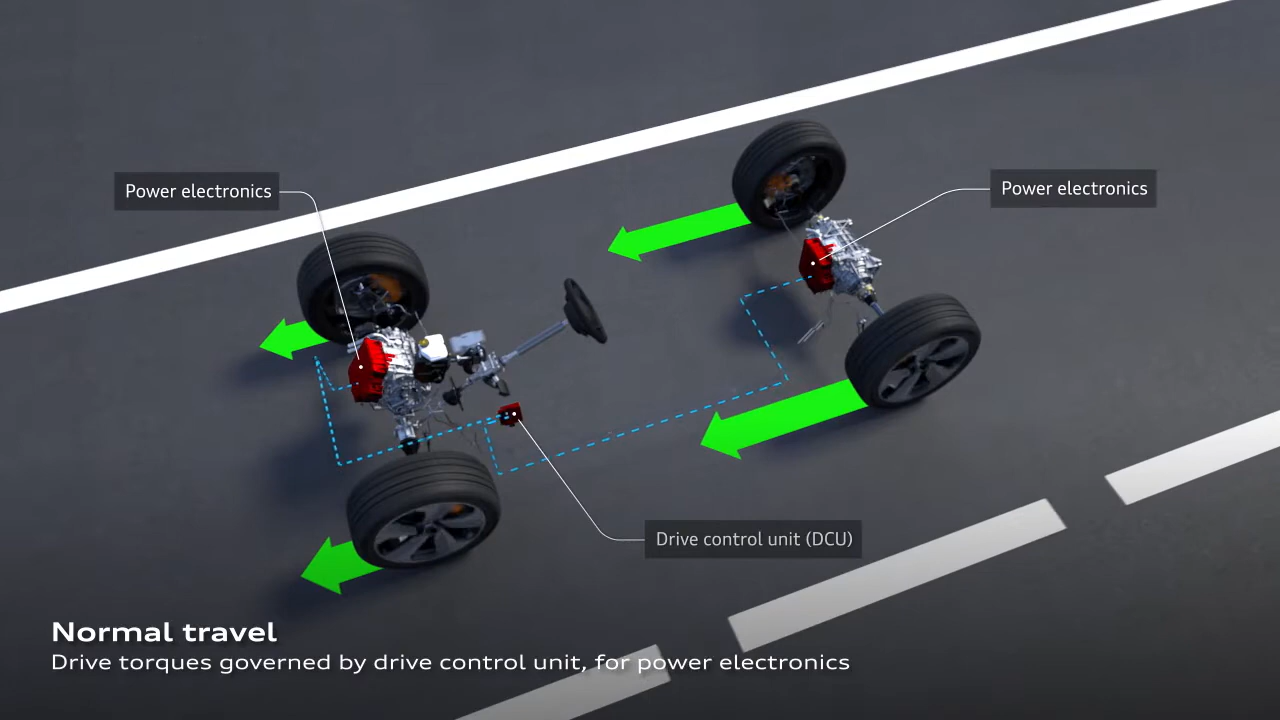 Power electronics
Power electronics
Drive control unit (DCU)
Normal travel
Drive torques governed by drive control unit, for power electronics